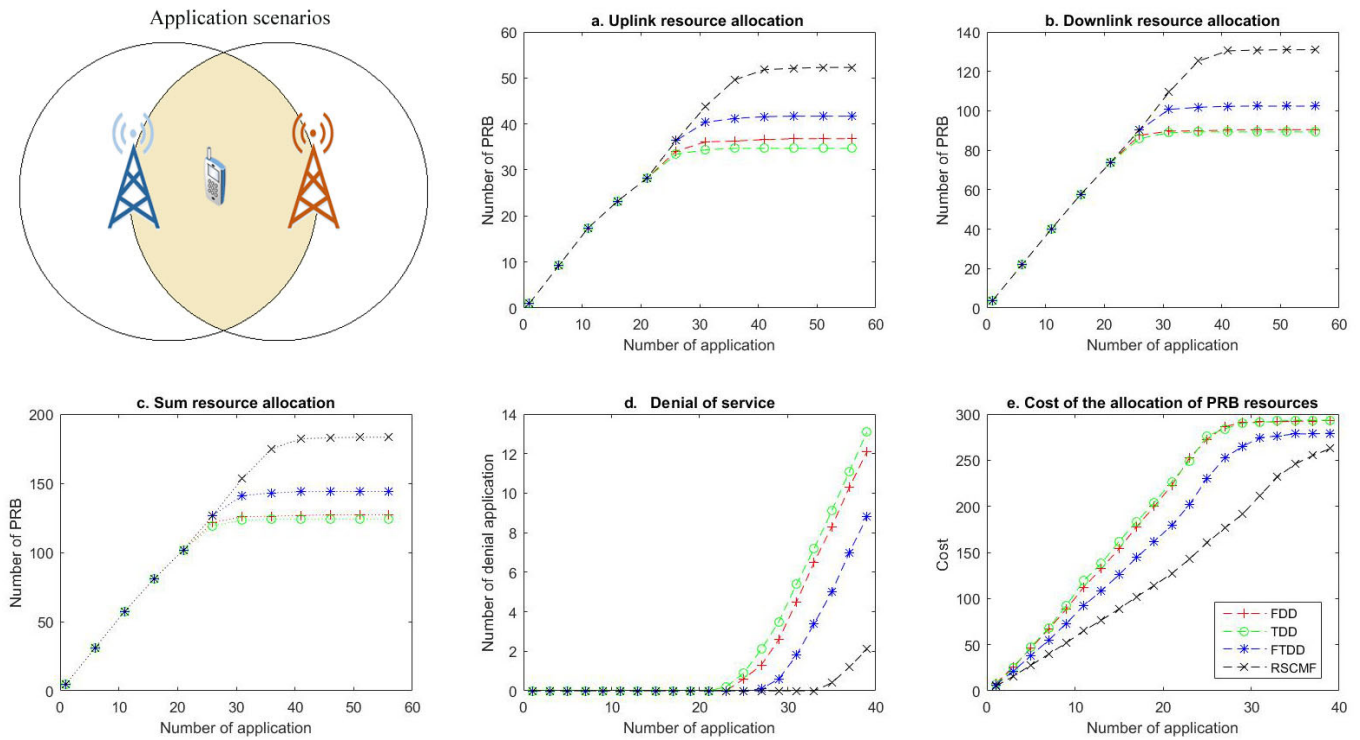 Application scenarios
a. Uplink resource allocation
60
50
40
30
20
10
0
0 10 20 30 40 50 60
Number of PRB
Number of application
b. Downlink resource allocation
140
120
100
80
60
40
20
0
0 10 20 30 40 50 60
Number of PRB
Number of application
c. Sum resource allocation
200
150
100
50
0
0 10 20 30 40 50 60
Number of PRB
Number of application
d. Denial of service
14
12
10
8
6
4
2
0
0 10 20 30 40
Number of denial application
Number of application
e. Cost of the allocation of PRB resources
300
250
200
150
100
50
0
0 10 20 30 40
Cost
Number of application
FDD
TDD
FTDD
RSCMF